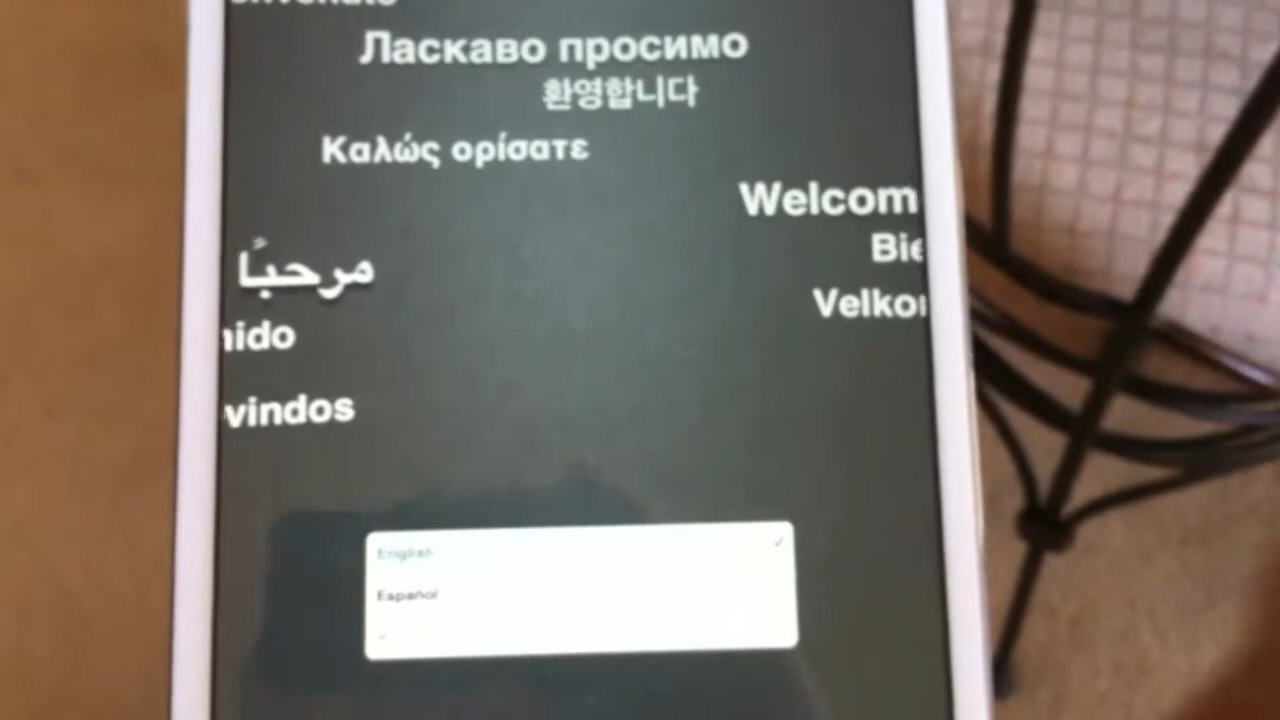 Ласкаво просимо
환영합니다
Καλώς ορίσατε
Welcom
Bie
مرحبًا
Velkor
nido
vindos
English
Español